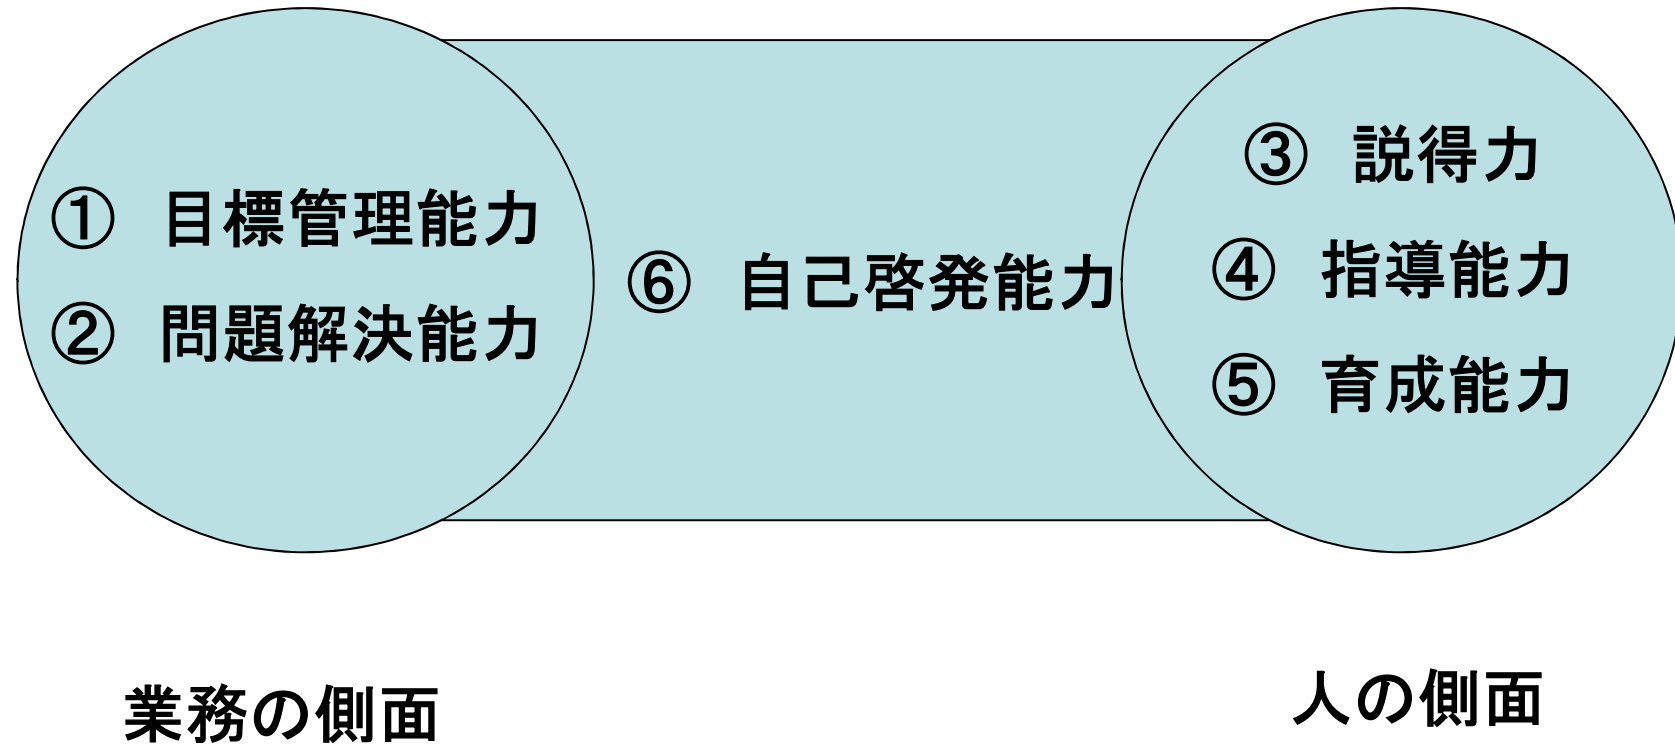 ① 目標管理能力
② 問題解決能力
⑥ 自己啓発能力
③ 説得力
④ 指導能力
⑤ 育成能力
業務の側面
人の側面